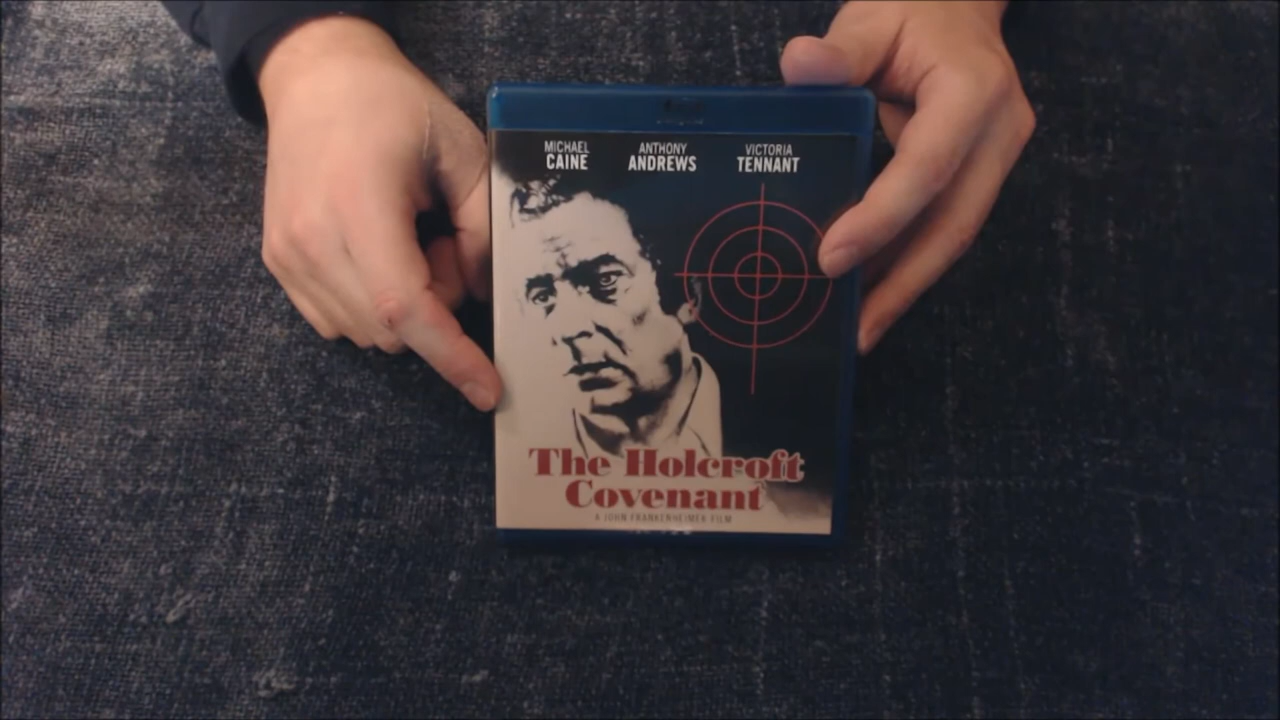 MICHAEL
CAINE
ANTHONY
ANDREWS
VICTORIA
TENNANT
The Holcroft
Covenant
A JOHN FRANKENHEIMER FILM